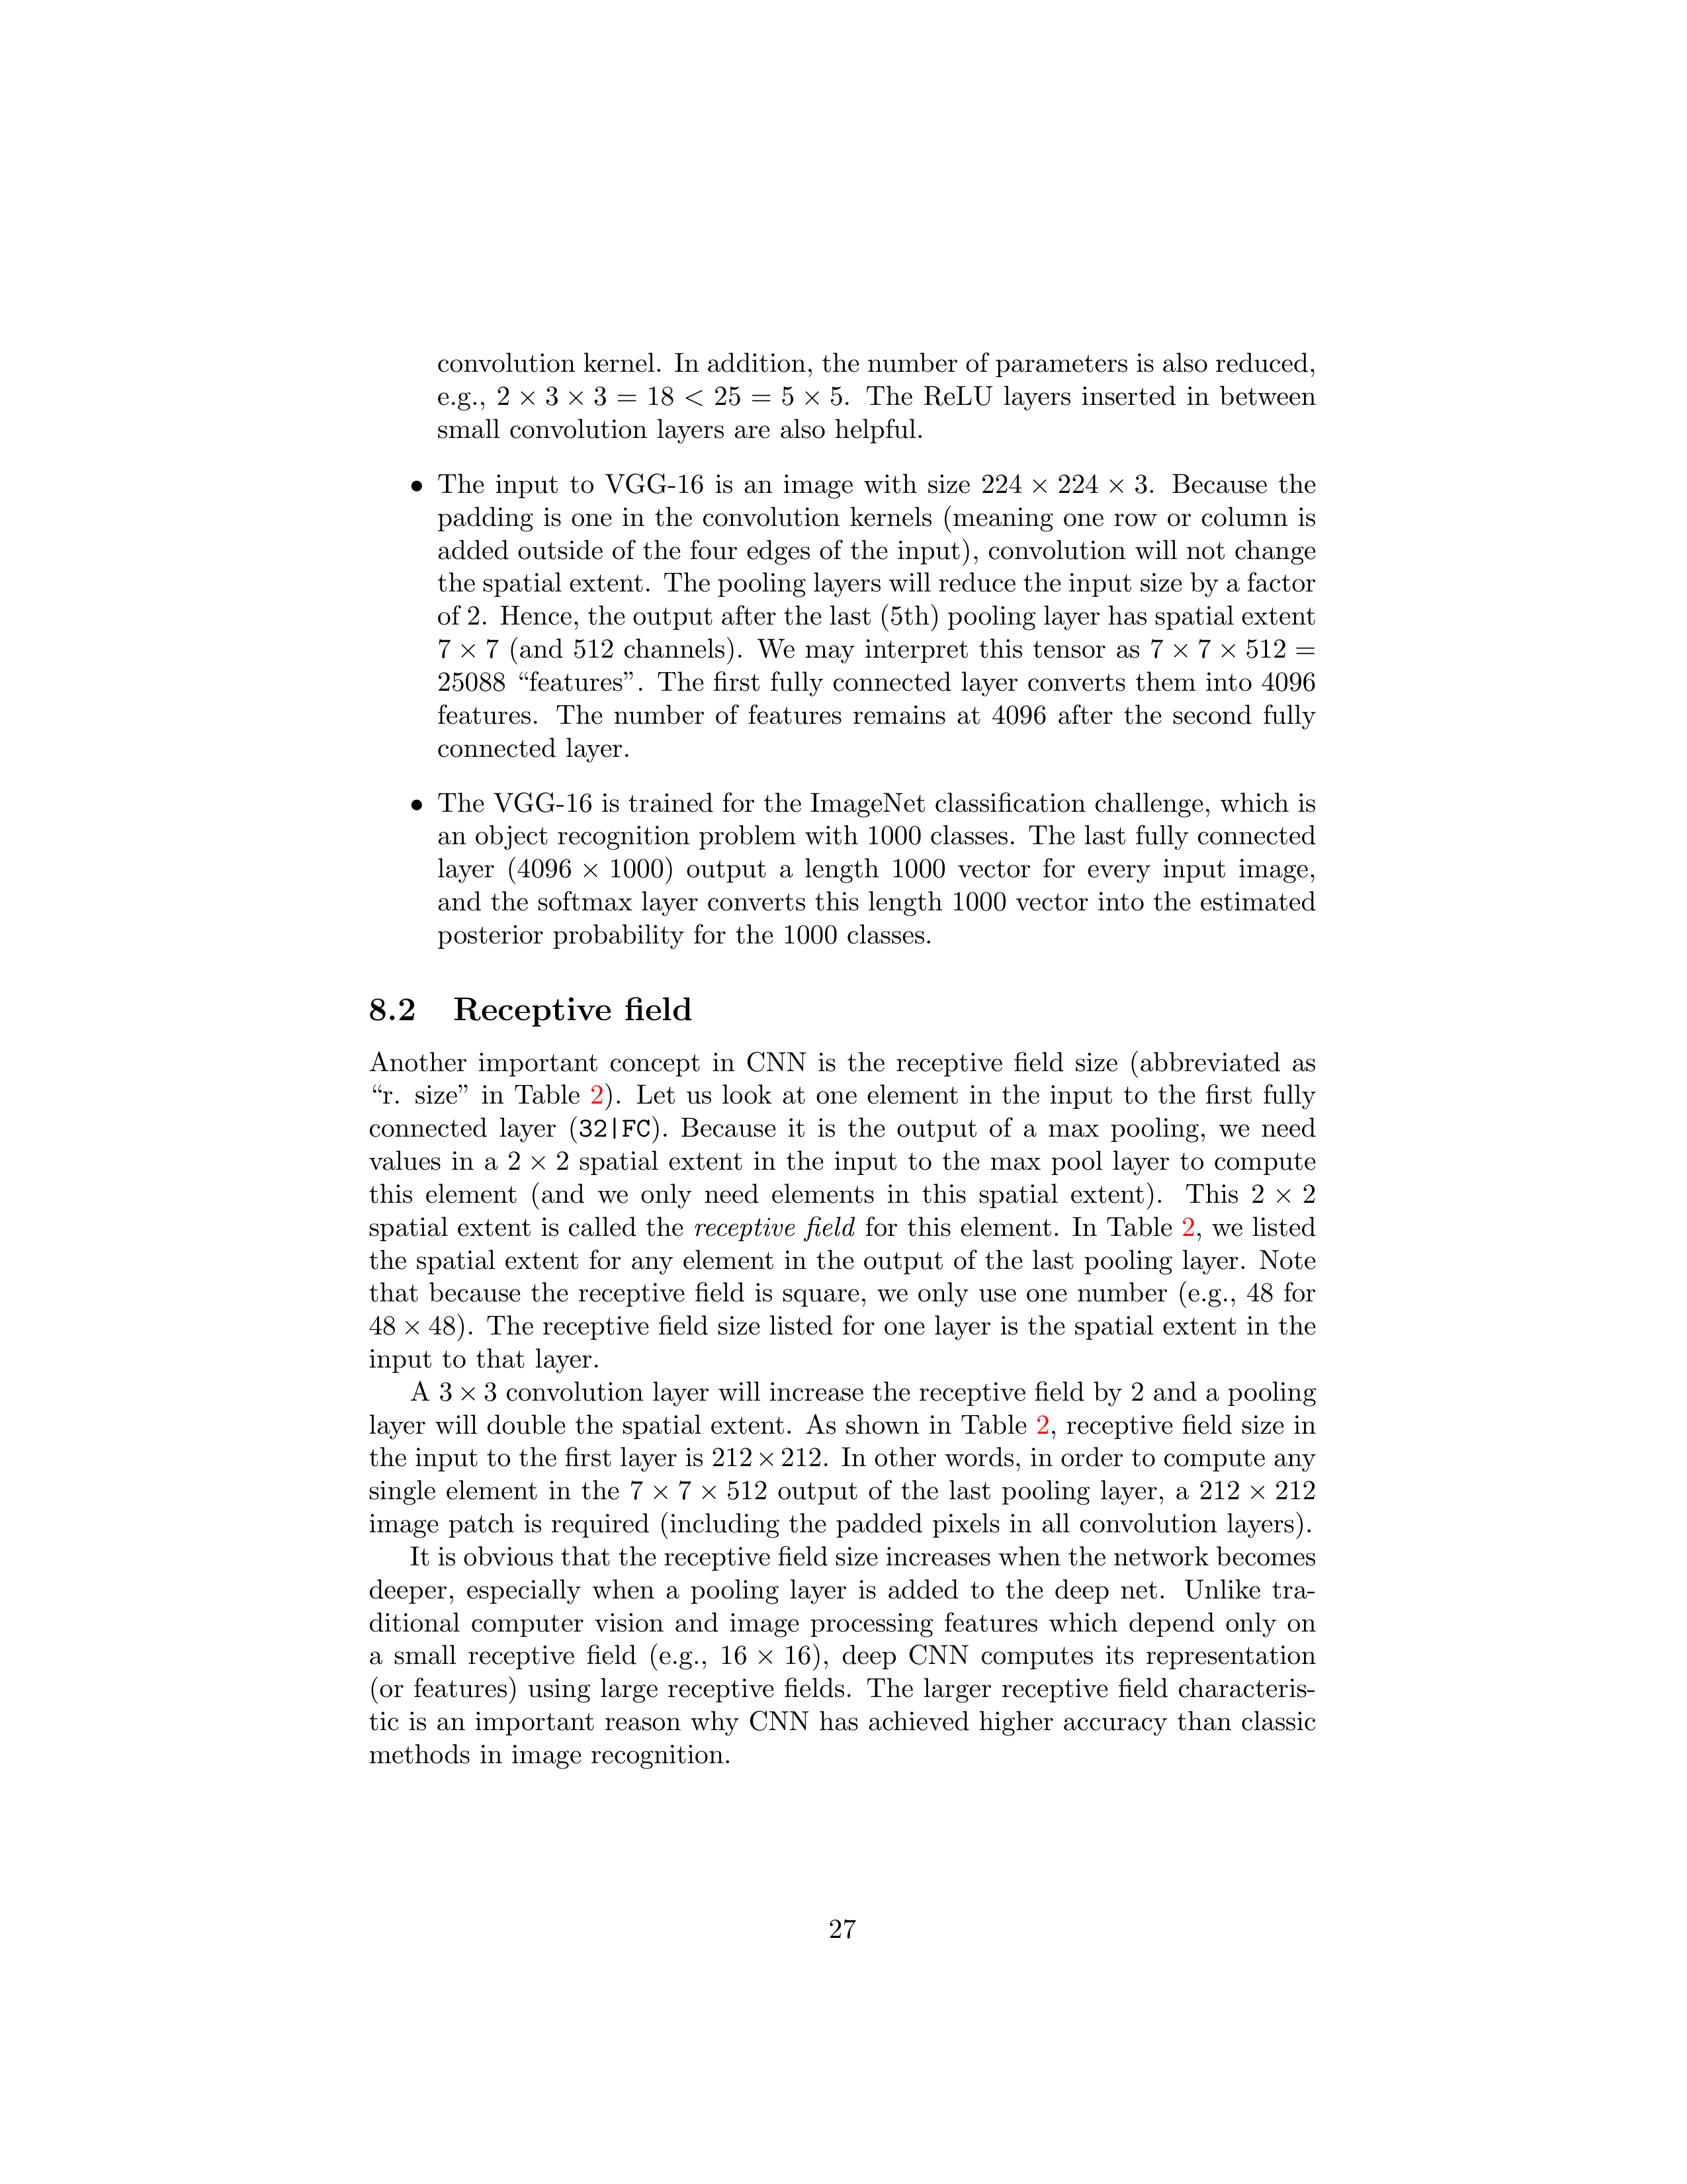 convolution kernel. In addition, the number of parameters is also reduced,
e.g., 2 × 3 × 3 = 18 < 25 = 5 × 5. The ReLU layers inserted in between
small convolution layers are also helpful.
• The input to VGG-16 is an image with size 224 × 224 × 3. Because the
padding is one in the convolution kernels (meaning one row or column is
added outside of the four edges of the input), convolution will not change
the spatial extent. The pooling layers will reduce the input size by a factor
of 2. Hence, the output after the last (5th) pooling layer has spatial extent
7 × 7 (and 512 channels). We may interpret this tensor as 7 × 7 × 512 =
25088 “features”. The first fully connected layer converts them into 4096
features. The number of features remains at 4096 after the second fully
connected layer.
• The VGG-16 is trained for the ImageNet classification challenge, which is
an object recognition problem with 1000 classes. The last fully connected
layer (4096 × 1000) output a length 1000 vector for every input image,
and the softmax layer converts this length 1000 vector into the estimated
posterior probability for the 1000 classes.
8.2 Receptive field
Another important concept in CNN is the receptive field size (abbreviated as
“r. size” in Table 2). Let us look at one element in the input to the first fully
connected layer (32|FC). Because it is the output of a max pooling, we need
values in a 2 × 2 spatial extent in the input to the max pool layer to compute
this element (and we only need elements in this spatial extent). This 2 × 2
spatial extent is called the receptive field for this element. In Table 2, we listed
the spatial extent for any element in the output of the last pooling layer. Note
that because the receptive field is square, we only use one number (e.g., 48 for
48 × 48). The receptive field size listed for one layer is the spatial extent in the
input to that layer.
A 3 × 3 convolution layer will increase the receptive field by 2 and a pooling
layer will double the spatial extent. As shown in Table 2, receptive field size in
the input to the first layer is 212 × 212. In other words, in order to compute any
single element in the 7 × 7 × 512 output of the last pooling layer, a 212 × 212
image patch is required (including the padded pixels in all convolution layers).
It is obvious that the receptive field size increases when the network becomes
deeper, especially when a pooling layer is added to the deep net. Unlike tra-
ditional computer vision and image processing features which depend only on
a small receptive field (e.g., 16 × 16), deep CNN computes its representation
(or features) using large receptive fields. The larger receptive field characteris-
tic is an important reason why CNN has achieved higher accuracy than classic
methods in image recognition.
27